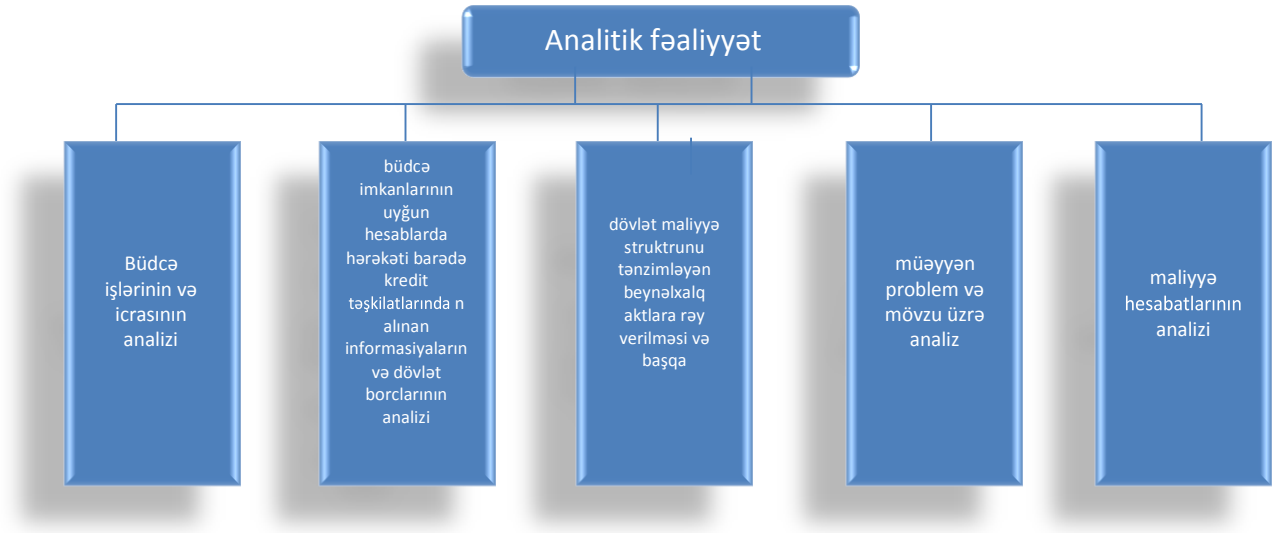 Analitik fəaliyyət
Büdcə
işlərinin və
icrasının
analizi
büdcə
imkanlarının
uyğun
hesablarda
hərəkəti barədə
kredit
təşkilatlarında n
alınan
informasiyaların
və dövlət
borclarının
analizi
dövlət maliyyə
struktrunu
tənzimləyən
beynəlxalq
aktlara rəy
verilməsi və
başqa
müəyyən
problem və
mövzu üzrə
analiz
maliyyə
hesabatlarının
analizi